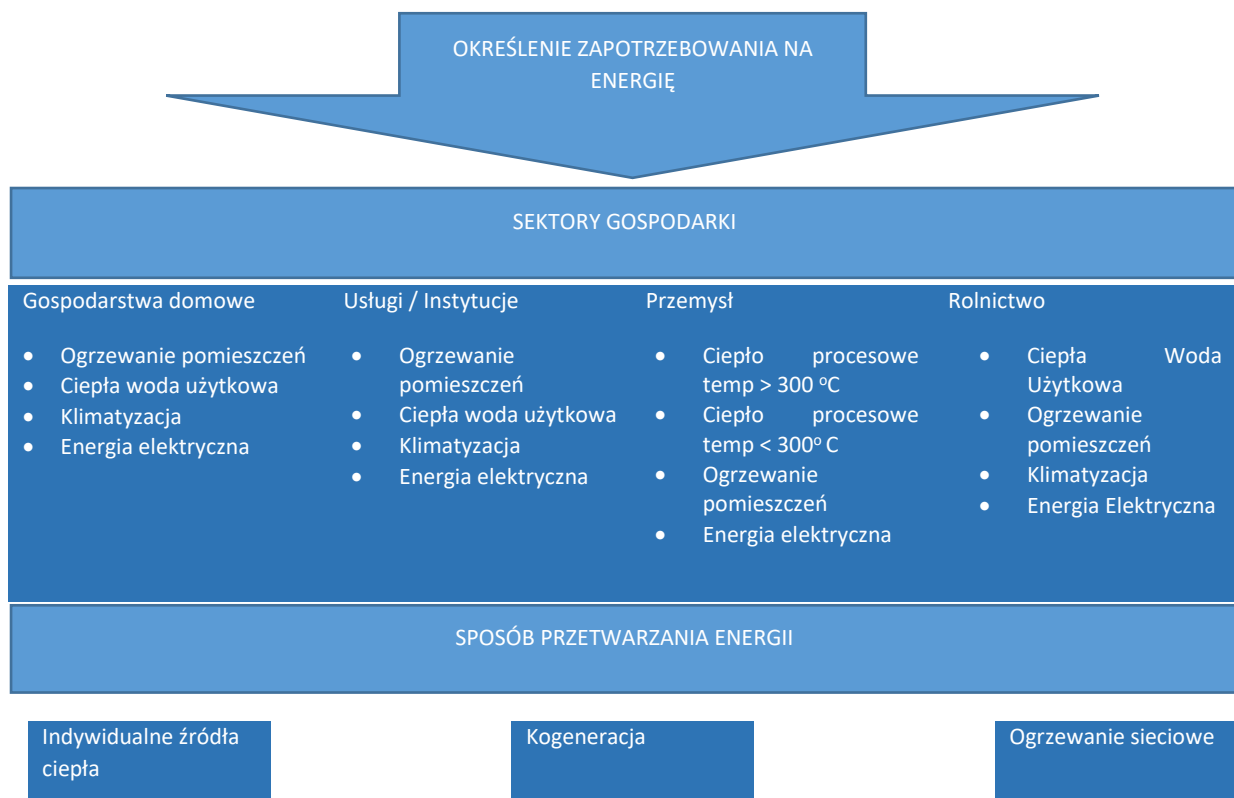 OKREŚLENIE ZAPOTRZEBOWANIA NA
ENERGIĘ
SEKTORY GOSPODARKI
Gospodarstwa domowe
• Ogrzewanie pomieszczeń
• Ciepła woda użytkowa
• Klimatyzacja
• Energia elektryczna
Usługi / Instytucje
• Ogrzewanie
pomieszczeń
• Ciepła woda użytkowa
• Klimatyzacja
• Energia elektryczna
Przemysł
• Ciepło procesowe
temp > 300 °C
• Ciepło procesowe
temp < 300° C
• Ogrzewanie
pomieszczeń
• Energia elektryczna
Rolnictwo
• Ciepła Woda
Użytkowa
• Ogrzewanie
pomieszczeń
• Klimatyzacja
• Energia Elektryczna
SPOSÓB PRZETWARZANIA ENERGII
Indywidualne źródła
ciepła
Kogeneracja
Ogrzewanie sieciowe